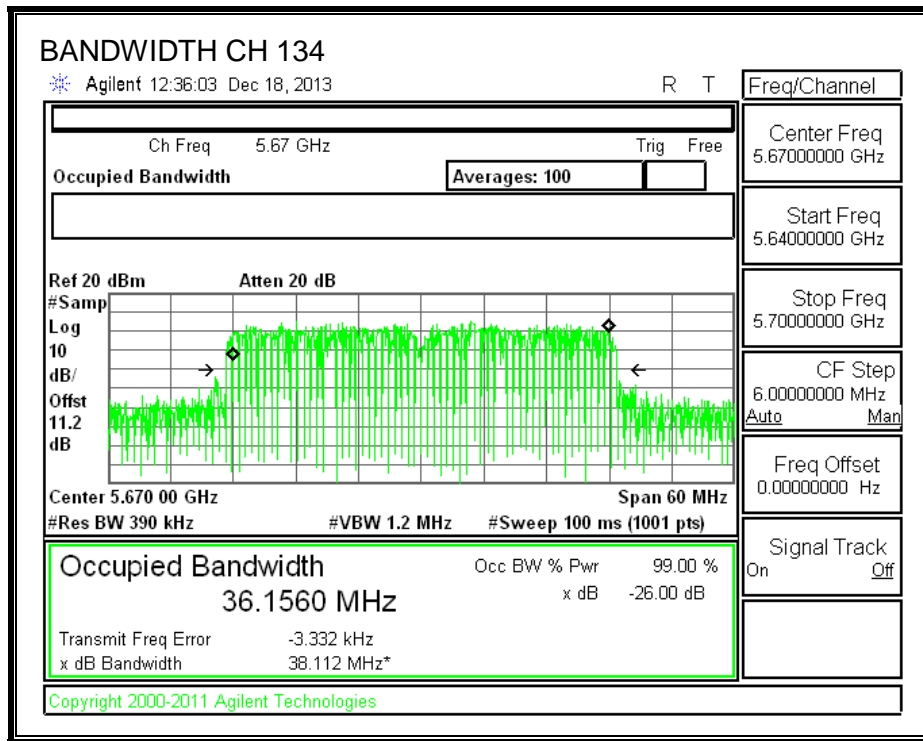 BANDWIDTH CH 134
Agilent 12:36:03 Dec 18, 2013 R T
Freq/Channel
Ch Freq 5.67 GHz Trig Free
Occupied Bandwidth Averages: 100
Center Freq
5.67000000 GHz
Start Freq
5.64000000 GHz
Stop Freq
5.70000000 GHz
CF Step
6.00000000 MHz
Auto Man
Freq Offset
0.00000000 Hz
Signal Track
On Off
Ref 20 dBm Atten 20 dB
#Samp
Log
10
dB/
Offst
11.2
dB
Center 5.670 00 GHz Span 60 MHz
#Res BW 390 kHz #VBW 1.2 MHz #Sweep 100 ms (1001 pts)
Occupied Bandwidth
36.1560 MHz
Occ BW % Pwr 99.00 %
x dB -26.00 dB
Transmit Freq Error -3.332 kHz
x dB Bandwidth 38.112 MHz*
Copyright 2000-2011 Agilent Technologies